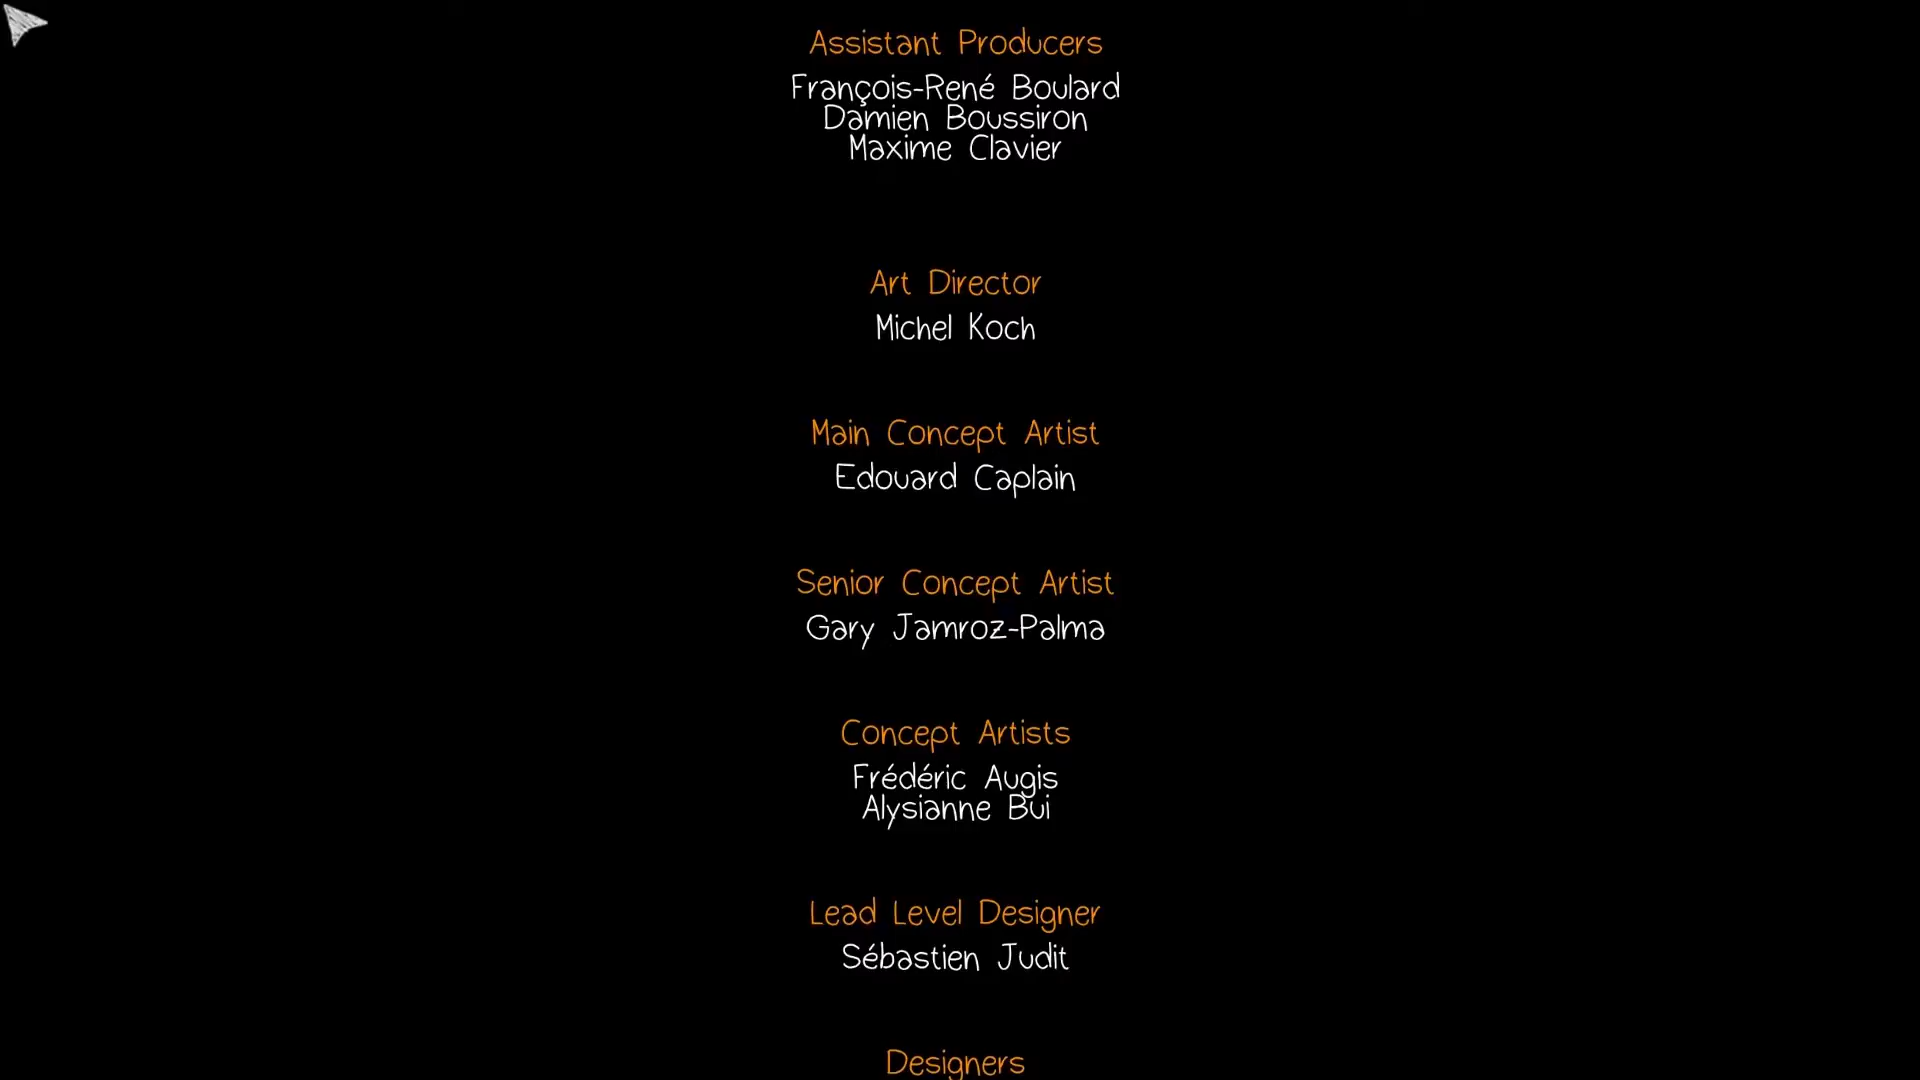 Assistant Producers
François-René Boulard
Damien Boussiron
Maxime Clavier
Art Director
Michel Koch
Main Concept Artist
Edouard Caplain
Senior Concept Artist
Gary Jamroz-Palma
Concept Artists
Frédéric Augis
Alysianne Bui
Lead Level Designer
Sébastien Judit
Designers